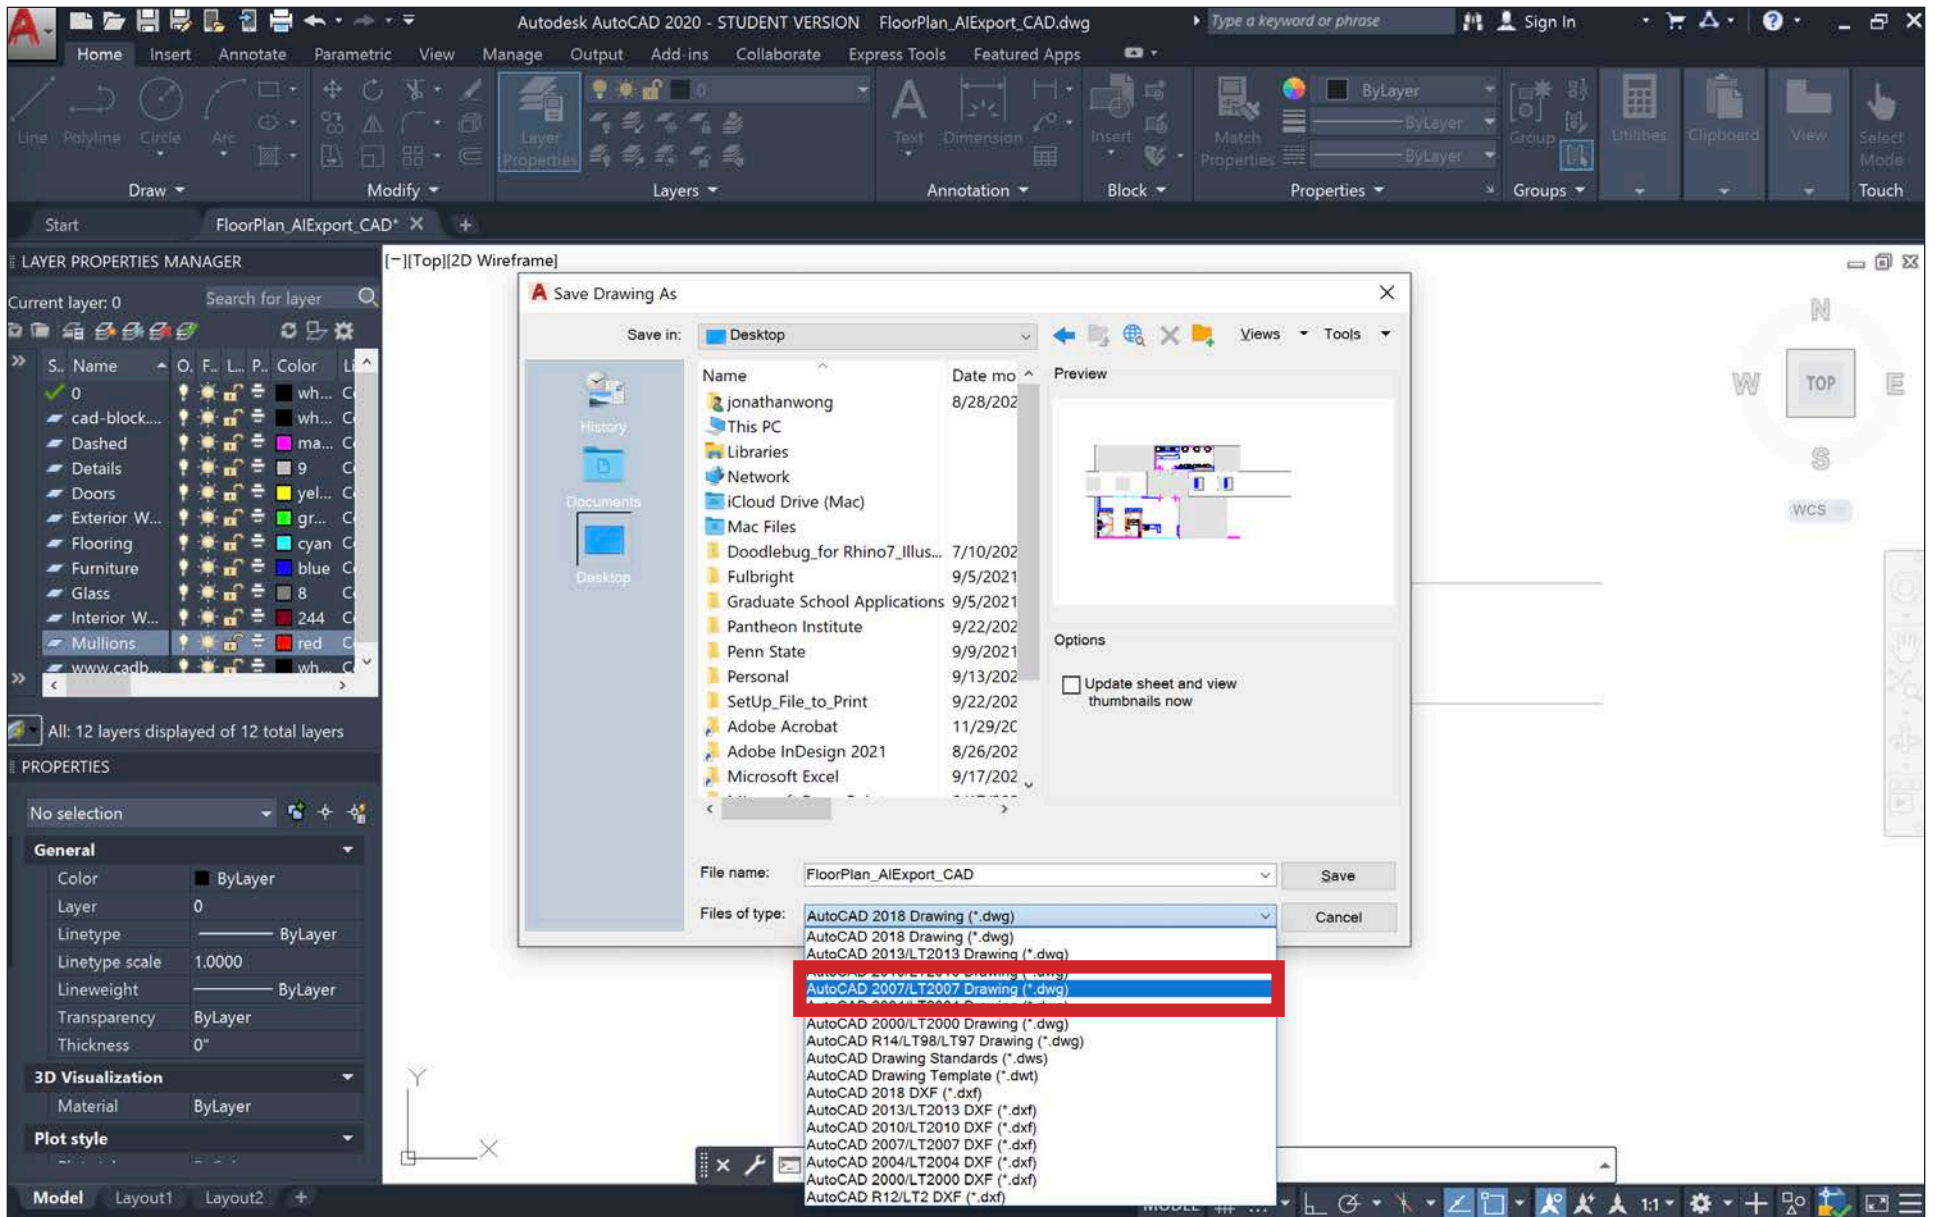 Autodesk AutoCAD 2020 - STUDENT VERSION FloorPlan_AIExport_CAD.dwg
Type a keyword or phrase
Sign In
Home Insert Annotate Parametric View Manage Output Add-ins Collaborate Express Tools Featured Apps
0
ByLayer
Line Polyline Circle Arc
Layer Properties
Text Dimension
Insert
Match Properties
ByLayer
ByLayer
Group
Utilities
Clipboard
View
Select Mode
Draw Modify Layers Annotation Block Properties Groups Touch
Start FloorPlan_AIExport_CAD*
LAYER PROPERTIES MANAGER
[-][Top][2D Wireframe]
Current layer: 0
Search for layer
S.. Name O. F.. L... P.. Color Li
0 wh... C
cad-block.... wh... C
Dashed ma... C
Details 9 C
Doors yel... C
Exterior W... gr... C
Flooring cyan C
Furniture blue C
Glass 8 C
Interior W... 244 C
Mullions red C
www.cadb... wh... C
All: 12 layers displayed of 12 total layers
PROPERTIES
No selection
General
Color ByLayer
Layer 0
Linetype ByLayer
Linetype scale 1.0000
Lineweight ByLayer
Transparency ByLayer
Thickness 0"
3D Visualization
Material ByLayer
Plot style
Model Layout1 Layout2 +
Save Drawing As
Save in: Desktop
Views Tools
History
Documents
Desktop
Name Date mo
jonathanwong 8/28/202
This PC
Libraries
Network
iCloud Drive (Mac)
Mac Files
Doodlebug_for Rhino7_Illus... 7/10/202
Fulbright 9/5/2021
Graduate School Applications 9/5/2021
Pantheon Institute 9/22/202
Penn State 9/9/2021
Personal 9/13/202
SetUp_File_to_Print 9/22/202
Adobe Acrobat 11/29/2C
Adobe InDesign 2021 8/26/202
Microsoft Excel 9/17/202
Preview
Options
Update sheet and view
thumbnails now
File name: FloorPlan_AIExport_CAD Save
Files of type: AutoCAD 2018 Drawing (*.dwg) Cancel
AutoCAD 2018 Drawing (*.dwg)
AutoCAD 2013/LT2013 Drawing (*.dwg)
AutoCAD 2010/LT2010 Drawing (*.dwg)
AutoCAD 2007/LT2007 Drawing (*.dwg)
AutoCAD 2004/LT2004 Drawing (*.dwg)
AutoCAD 2000/LT2000 Drawing (*.dwg)
AutoCAD R14/LT98/LT97 Drawing (*.dwg)
AutoCAD Drawing Standards (*.dws)
AutoCAD Drawing Template (*.dwt)
AutoCAD 2018 DXF (*.dxf)
AutoCAD 2013/LT2013 DXF (*.dxf)
AutoCAD 2010/LT2010 DXF (*.dxf)
AutoCAD 2007/LT2007 DXF (*.dxf)
AutoCAD 2004/LT2004 DXF (*.dxf)
AutoCAD 2000/LT2000 DXF (*.dxf)
AutoCAD R12/LT2 DXF (*.dxf)
N
W TOP E
S
WCS
Y
X
MODEL
1:1